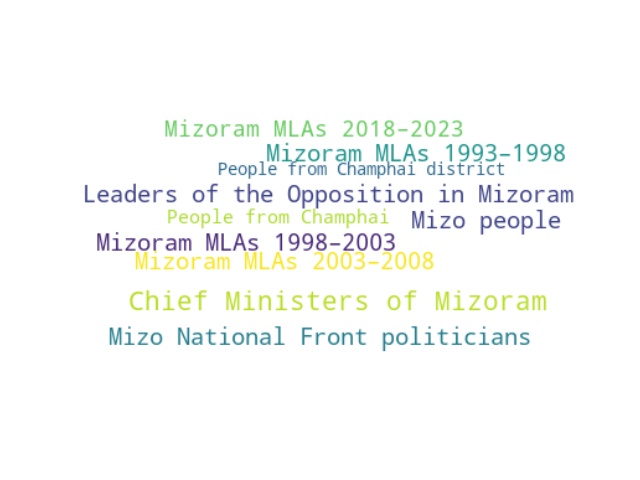 Mizoram MLAs 2018–2023
Mizoram MLAs 1993–1998
People from Champhai district
Leaders of the Opposition in Mizoram
People from Champhai
Mizo people
Mizoram MLAs 1998–2003
Mizoram MLAs 2003–2008
Chief Ministers of Mizoram
Mizo National Front politicians